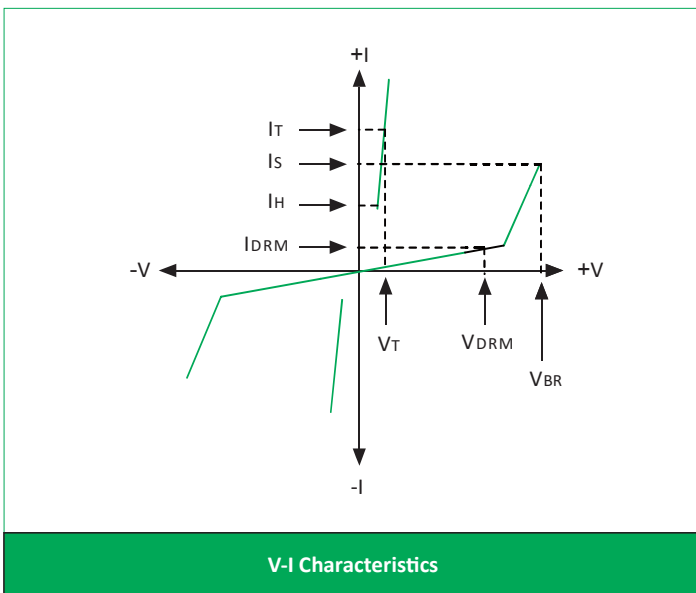 +I
IT
IS
IH
IDRM
-V
+V
VT
VDRM
VBR
-I
V-I Characteristics